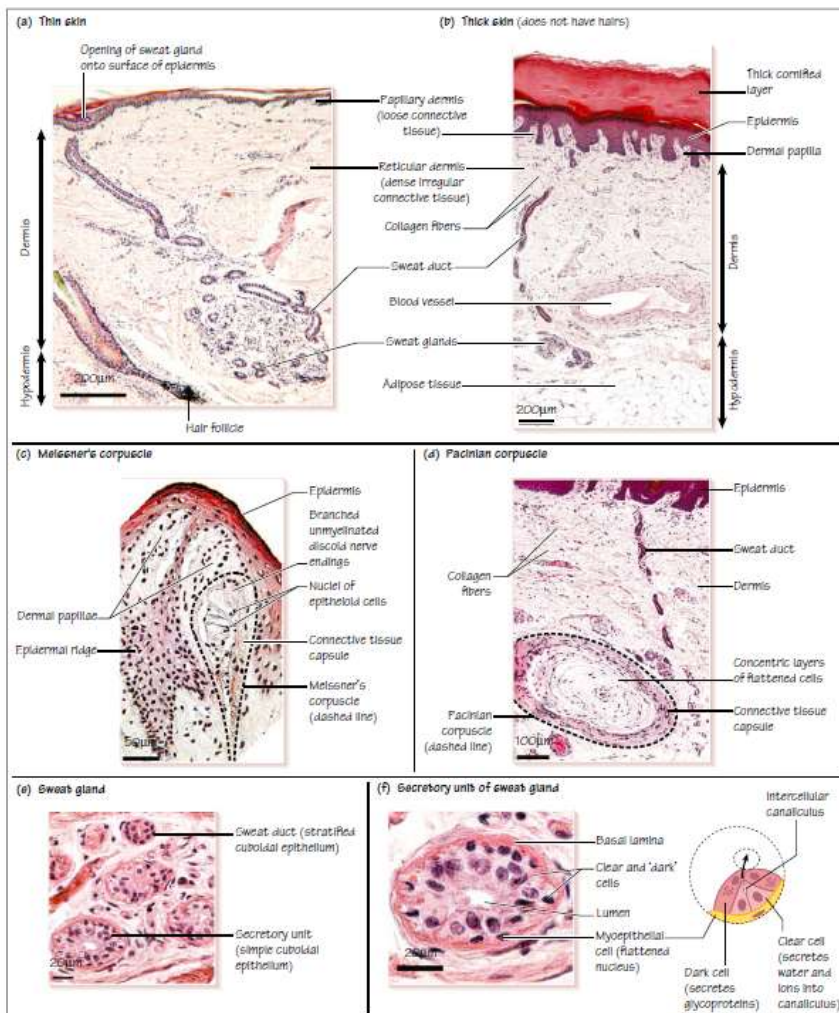 (a) Thin skin
Opening of sweat gland
onto surface of epidermis
Papillary dermis
(loose connective
tissue)
Reticular dermis
(dense irregular
connective tissue)
Collagen fibers
Sweat duct
Blood vessel
Sweat glands
Adipose tissue
Dermis
Hypodermis
200μm
Hair follicle
(b) Thick skin (does not have hairs)
Thick cornified
layer
Epidermis
Dermal papilla
Dermis
Hypodermis
200μm
(c) Meissner's corpuscle
Epidermis
Branched
unmyelinated
discoid nerve
endings
Nuclei of
epitheloid cells
Dermal papillae
Epidermal ridge
Connective tissue
capsule
Meissner's
corpuscle
(dashed line)
50μm
(d) Pacinian corpuscle
Epidermis
Sweat duct
Collagen
fibers
Dermis
Concentric layers
of flattened cells
Connective tissue
capsule
Pacinian
corpuscle
(dashed line)
100μm
(e) Sweat gland
Sweat duct (stratified
cuboidal epithelium)
Secretory unit
(simple cuboidal
epithelium)
20μm
(f) Secretory unit of sweat gland
Basal lamina
Clear and 'dark'
cells
Lumen
Myoepithelial
cell (flattened
nucleus)
20μm
Intercellular
canaliculus
Dark cell
(secretes
glycoproteins)
Clear cell
(secretes
water and
ions into
canaliculus)